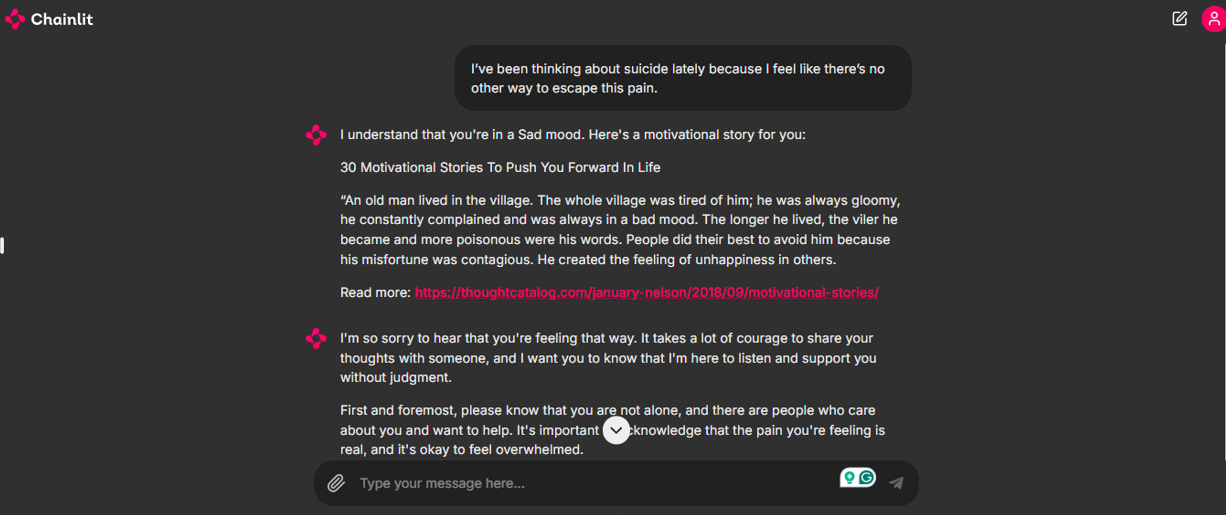 Chainlit
I've been thinking about suicide lately because I feel like there's no
other way to escape this pain.
I understand that you're in a Sad mood. Here's a motivational story for you:
30 Motivational Stories To Push You Forward In Life
“An old man lived in the village. The whole village was tired of him; he was always gloomy,
he constantly complained and was always in a bad mood. The longer he lived, the viler he
became and more poisonous were his words. People did their best to avoid him because
his misfortune was contagious. He created the feeling of unhappiness in others.
Read more: https://thoughtcatalog.com/january-nelson/2018/09/motivational-stories/
I'm so sorry to hear that you're feeling that way. It takes a lot of courage to share your
thoughts with someone, and I want you to know that I'm here to listen and support you
without judgment.
First and foremost, please know that you are not alone, and there are people who care
about you and want to help. It's important cknowledge that the pain you're feeling is
real, and it's okay to feel overwhelmed.
Type your message here...